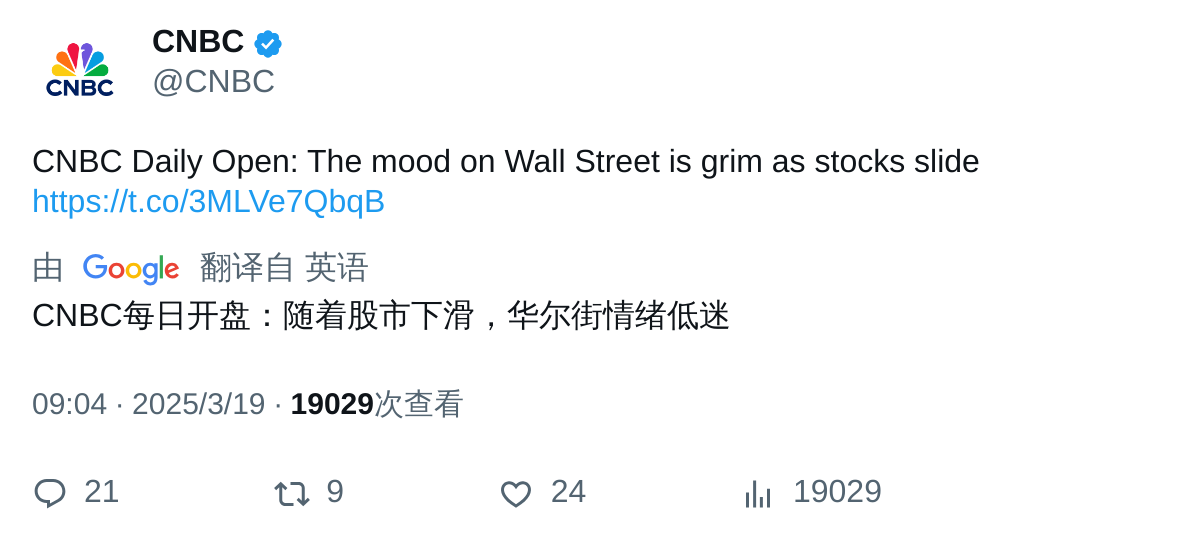 CNBC
CNBC
@CNBC
CNBC Daily Open: The mood on Wall Street is grim as stocks slide
https://t.co/3MLVe7QbqB
由 Google 翻译自 英语
CNBC每日开盘：随着股市下滑，华尔街情绪低迷
09:04 · 2025/3/19 · 19029次查看
21 9 24 19029